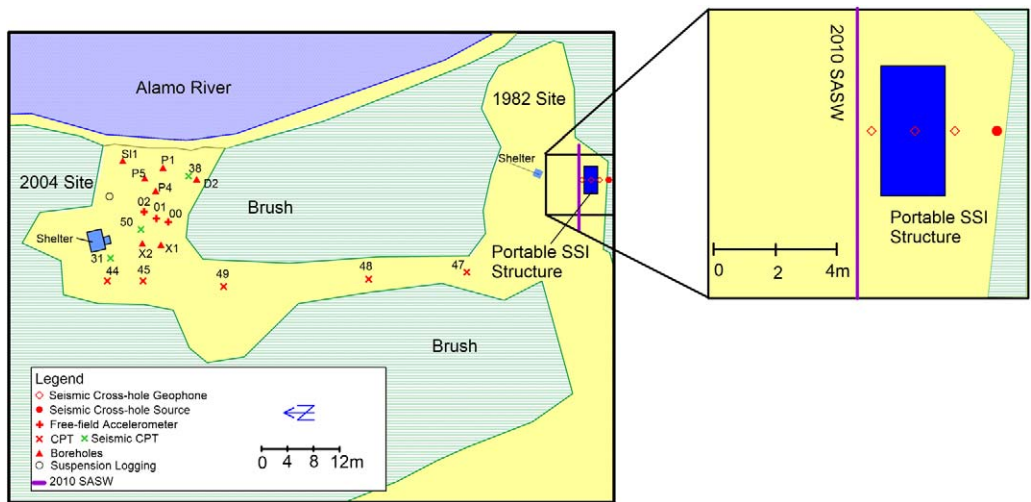 Alamo River
1982 Site
2010 SASW
SI1
P1
38
2004 Site
P5
D2
Shelter
P4
02
01
00
Brush
50
Shelter
X2
X1
31
44
45
49
48
47
Portable SSI
Structure
Brush
Portable SSI
Structure
0 2 4m
Legend
Seismic Cross-hole Geophone
Seismic Cross-hole Source
Free-field Accelerometer
CPT Seismic CPT
Boreholes
Suspension Logging
2010 SASW
N
0 4 8 12m